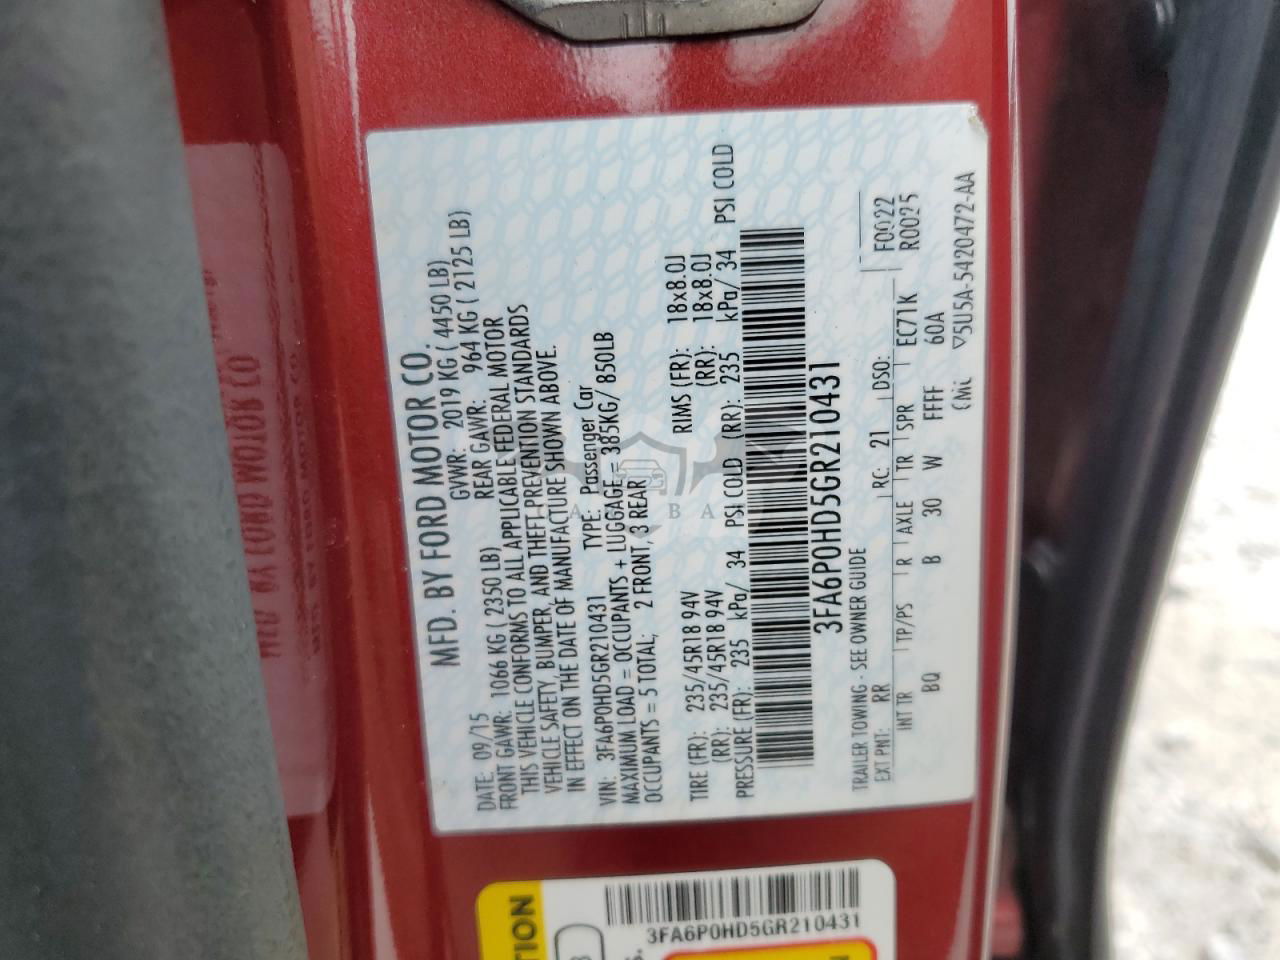 MFD. BY FORD MOTOR CO.
DATE: 09/15 GVWR: 2019 KG ( 4450 LB)
FRONT GAWR: 1066 KG ( 2350 LB) REAR GAWR: 964 KG ( 2125 LB)
THIS VEHICLE CONFORMS TO ALL APPLICABLE FEDERAL MOTOR
VEHICLE SAFETY, BUMPER, AND THEFT PREVENTION STANDARDS
IN EFFECT ON THE DATE OF MANUFACTURE SHOWN ABOVE.
VIN: 3FA6P0HD5GR210431 TYPE: Passenger Car
MAXIMUM LOAD = OCCUPANTS + LUGGAGE = 385KG/ 850LB
OCCUPANTS = 5 TOTAL; 2 FRONT, 3 REAR
TIRE (FR): 235/45R18 94V RIMS (FR): 18x8.0J
(RR): 235/45R18 94V (RR): 18x8.0J
PRESSURE (FR): 235 kPa/ 34 PSI COLD (RR): 235 kPa/ 34 PSI COLD
3FA6P0HD5GR210431
TRAILER TOWING - SEE OWNER GUIDE
F0022
EXT PNT: RR RC: 21 DSO: R0025
INT TR TP/PS R AXLE TR SPR EC71K
BQ B 30 W FFFF 60A
▽5U5A-5420472-AA
3FA6P0HD5GR210431